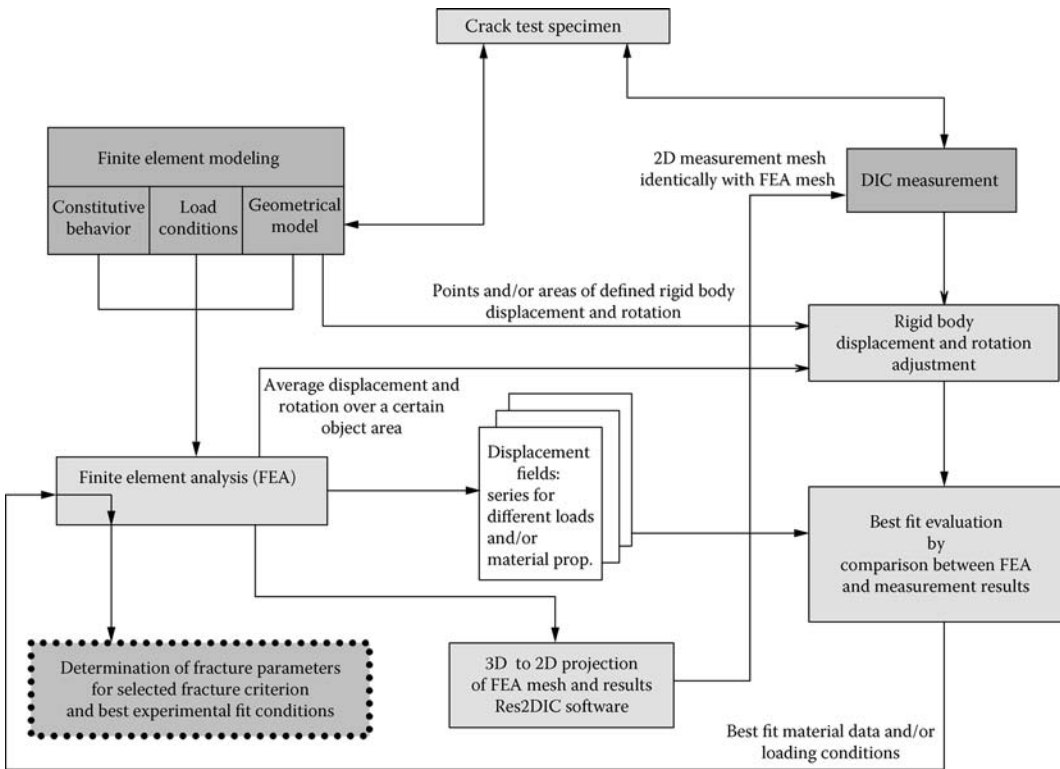 Crack test specimen
Finite element modeling
Constitutive
behavior
Load
conditions
Geometrical
model
2D measurement mesh
identically with FEA mesh
DIC measurement
Points and/or areas of defined rigid body
displacement and rotation
Rigid body
displacement and rotation
adjustment
Average displacement and
rotation over a certain
object area
Finite element analysis (FEA)
Displacement
fields:
series for
different loads
and/or
material prop.
Best fit evaluation
by
comparison between FEA
and measurement results
Determination of fracture parameters
for selected fracture criterion
and best experimental fit conditions
3D to 2D projection
of FEA mesh and results
Res2DIC software
Best fit material data and/or
loading conditions